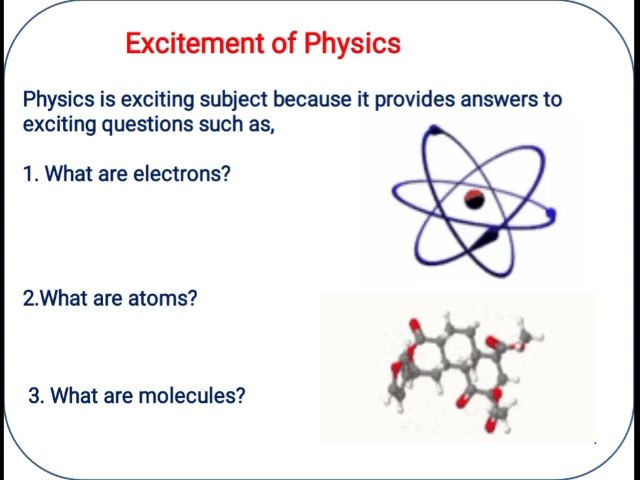 Excitement of Physics
Physics is exciting subject because it provides answers to
exciting questions such as,
1. What are electrons?
2.What are atoms?
3. What are molecules?